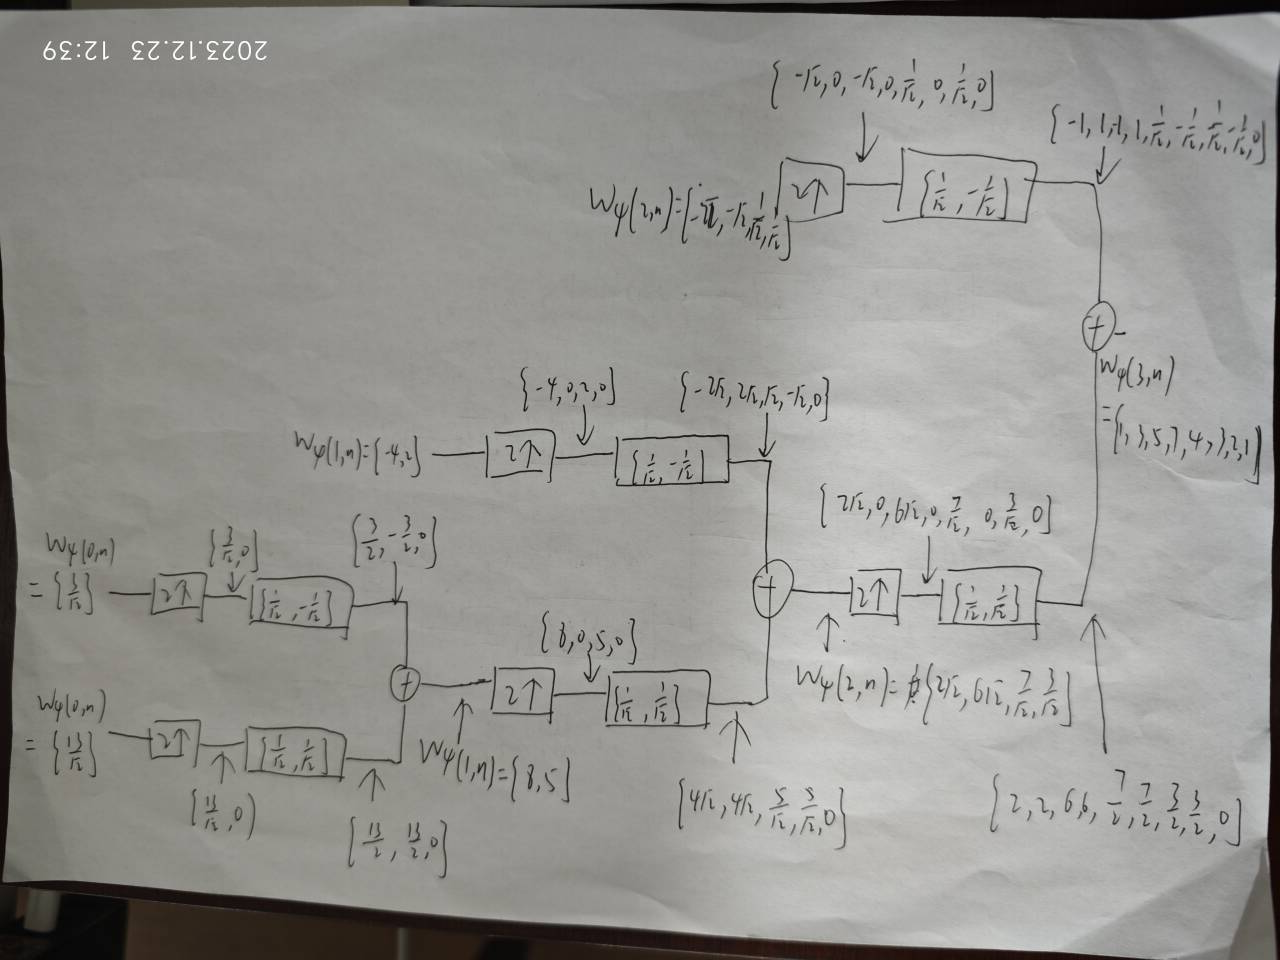 2023.12.23 12:39
{-√2, 0, -√2, 0, 1/√2, 0, 1/√2, 0}
{-1, 1, -1, 1, 1/√2, -1/√2, 1/√2, -1/√2, 0}
Wψ(2,n)={ -√2, 1/√2, 1/√2}
2↑
{1/√2, -1/√2}
+
Wφ(3,n)
={1, 3, 5, 7, 4, 3, 2, 1}
{-4, 0, 2, 0}
{-2√2, 2√2, √2, -√2, 0}
Wψ(1,n)={-4,2}
2↑
{1/√2, -1/√2}
{2√2, 0, 6√2, 0, 7/√2, 0, 3/√2, 0}
Wψ(0,n)
={3/√2}
{3/√2, 0}
{3/2, -3/2, 0}
2↑
{1/√2, -1/√2}
+
2↑
{1/√2, 1/√2}
{8, 0, 5, 0}
Wφ(2,n)= {2√2, 6√2, 7/√2, 3/√2}
+
2↑
{1/√2, 1/√2}
Wφ(0,n)
={13/√2}
2↑
{1/√2, 1/√2}
Wφ(1,n)={8,5}
{13/√2, 0}
{13/2, 13/2, 0}
{4√2, 4√2, 5/√2, 5/√2, 0}
{2, 2, 6, 6, 7/2, 7/2, 3/2, 3/2, 0}